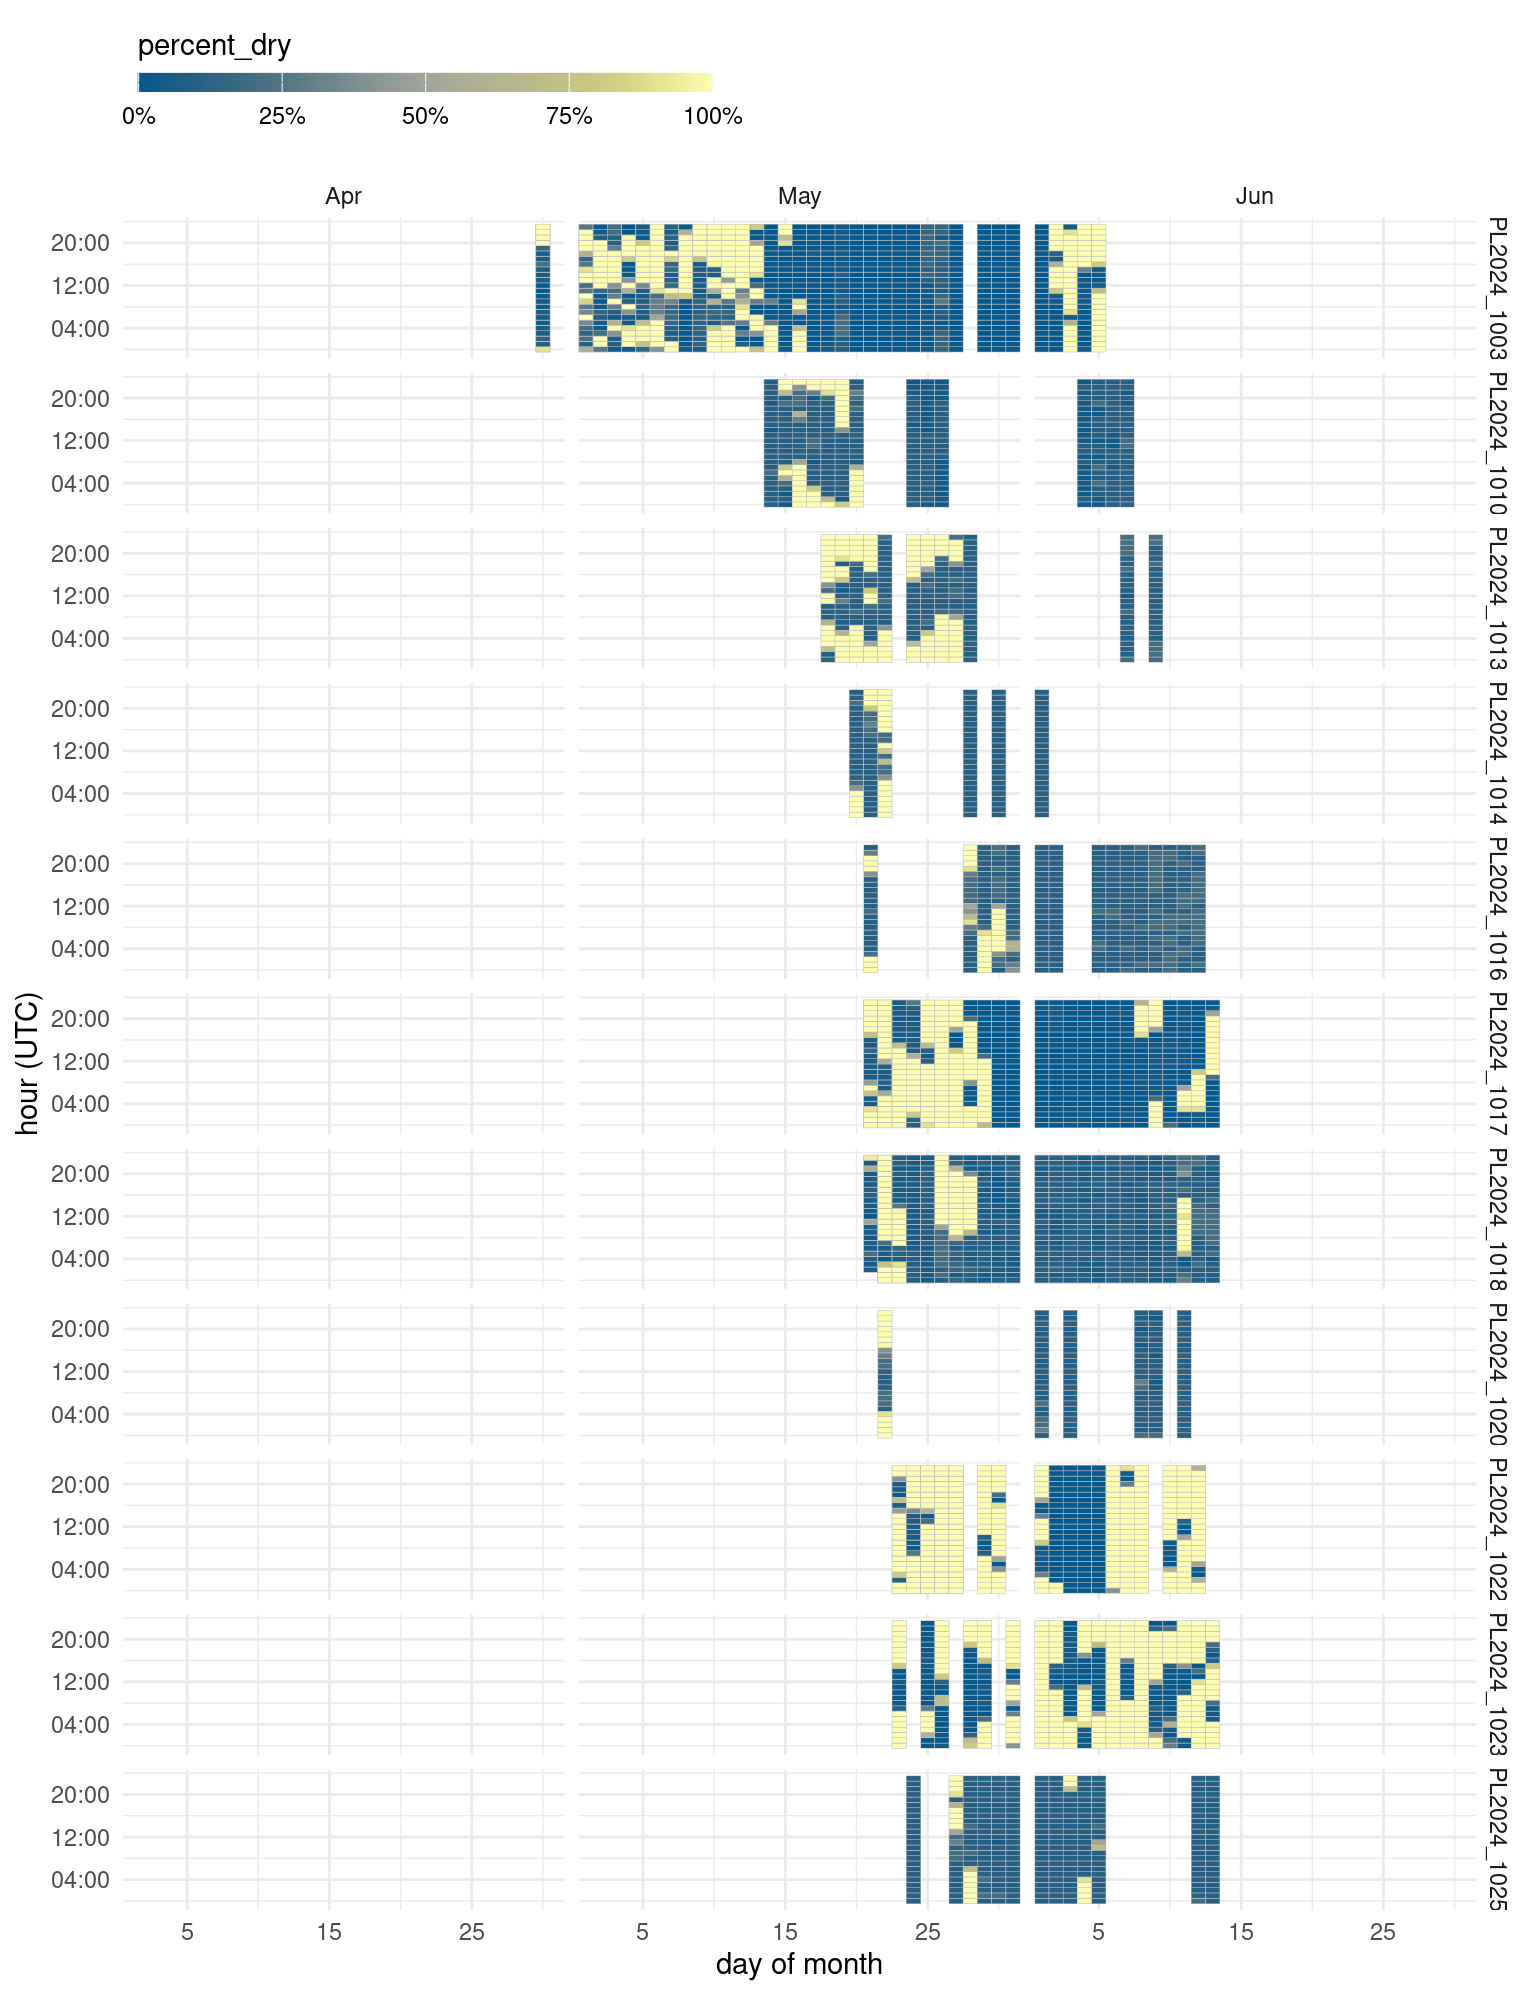 percent_dry
0% 25% 50% 75% 100%
Apr May Jun
20:00
12:00
04:00
PL2024_1003
20:00
12:00
04:00
PL2024_1010
20:00
12:00
04:00
PL2024_1013
20:00
12:00
04:00
PL2024_1014
20:00
12:00
04:00
PL2024_1016
hour (UTC)
20:00
12:00
04:00
PL2024_1017
20:00
12:00
04:00
PL2024_1018
20:00
12:00
04:00
PL2024_1020
20:00
12:00
04:00
PL2024_1022
20:00
12:00
04:00
PL2024_1023
20:00
12:00
04:00
PL2024_1025
5 15 25 5 15 25 5 15 25
day of month